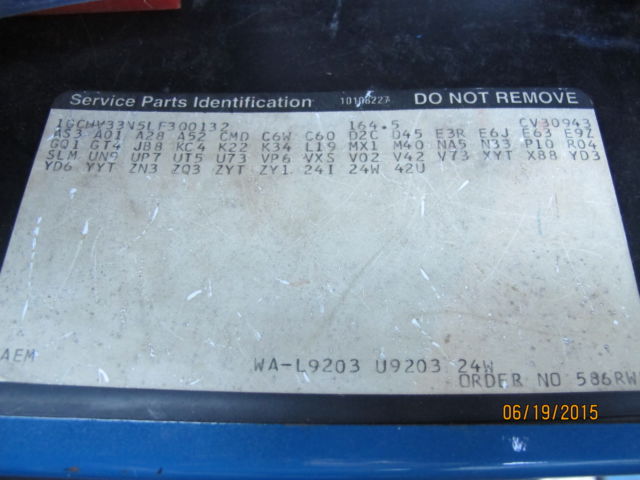 Service Parts Identification 10106227 DO NOT REMOVE
1GCHV33N5LF300132 164.5 CV30943
AS3 A01 A28 A52 CMD C6W C60 D2C D45 E3R E6J E63 E9Z
GQ1 GT4 JB8 KC4 K22 K34 L19 MX1 M40 NA5 N33 P10 R04
SLM UN9 UP7 UT5 U73 VP6 VXS V02 V42 V73 XYT X88 YD3
YD6 YYT ZN3 ZQ3 ZYT ZY1 24I 24W 42U
AEM WA-L9203 U9203 24W
ORDER NO 586RW
06/19/2015